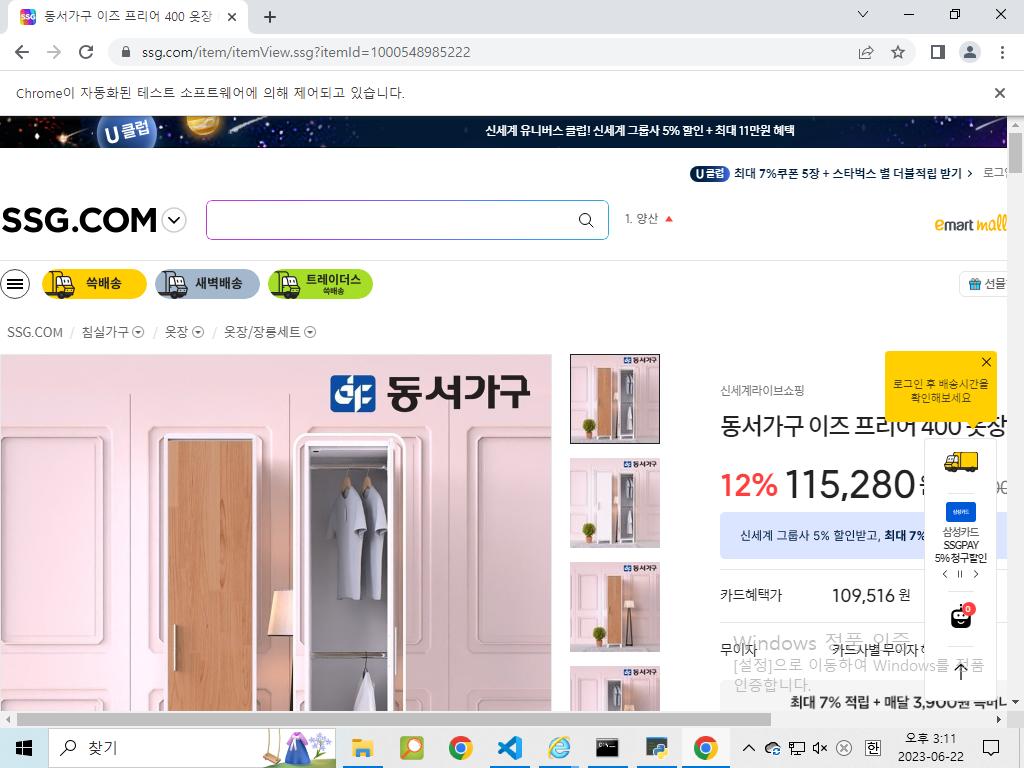 동서가구 이즈 프리어 400 옷장
ssg.com/item/itemView.ssg?itemId=1000548985222
Chrome이 자동화된 테스트 소프트웨어에 의해 제어되고 있습니다.
U 클럽
신세계 유니버스 클럽! 신세계 그룹사 5% 할인 + 최대 11만원 혜택
U 클럽 최대 7%쿠폰 5장 + 스타벅스 별 더블적립 받기 >
SSG.COM
1. 양산
emart mall
쓱배송
새벽배송
트레이더스
쓱배송
선물
SSG.COM / 침실가구 / 옷장 / 옷장/장롱세트
동서가구
신세계라이브쇼핑
로그인 후 배송시간을
확인해보세요
동서가구 이즈 프리어 400 옷장
12% 115,280
신세계 그룹사 5% 할인받고, 최대 7%
삼성카드
삼성카드
SSGPAY
5% 청구할인
카드혜택가 109,516 원
0
무이자 카드사별 무이자
Windows 정품 인증
[설정]으로 이동하여 Windows를 정품
인증합니다.
최대 7% 적립 + 매달 3,900원
찾기
한
오후 3:11
2023-06-22